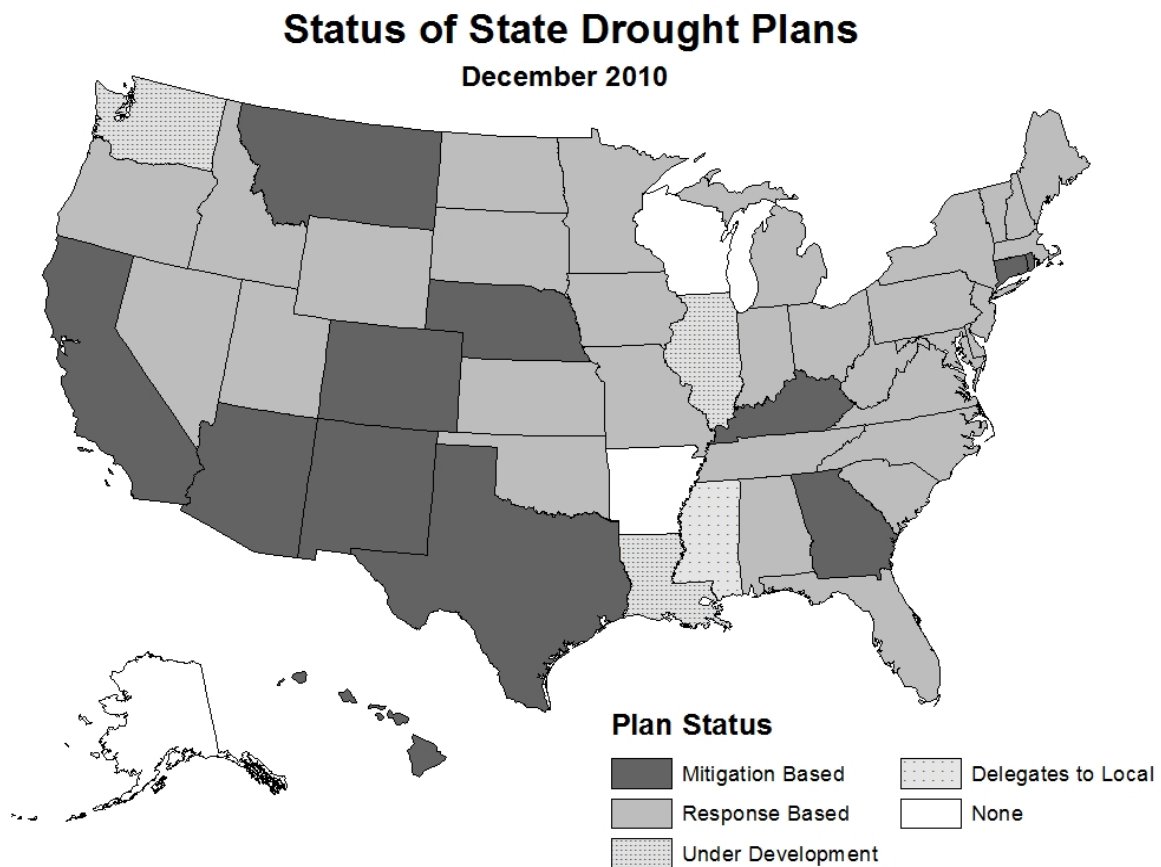 Status of State Drought Plans
December 2010
Plan Status
Mitigation Based
Response Based
Under Development
Delegates to Local
None